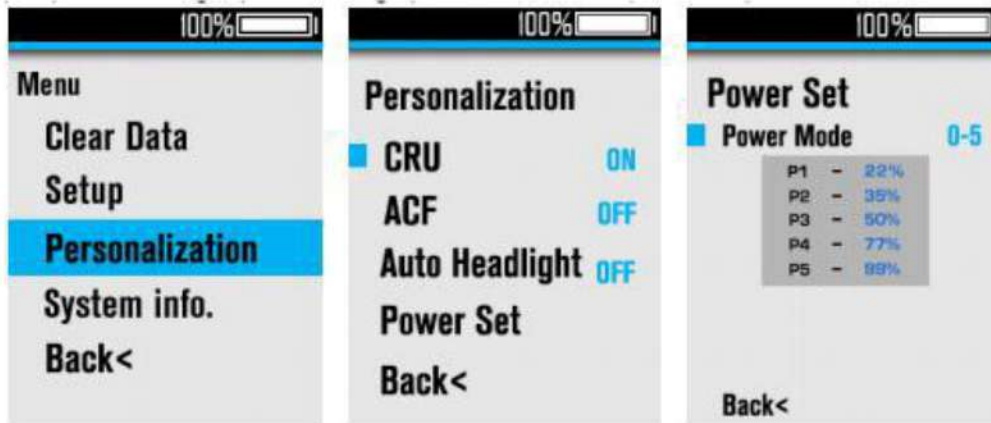 100%
Menu
Clear Data
Setup
Personalization
System info.
Back<
100%
Personalization
CRU ON
ACF OFF
Auto Headlight OFF
Power Set
Back<
100%
Power Set
Power Mode 0-5
P1 - 22%
P2 - 35%
P3 - 50%
P4 - 77%
P5 - 99%
Back<